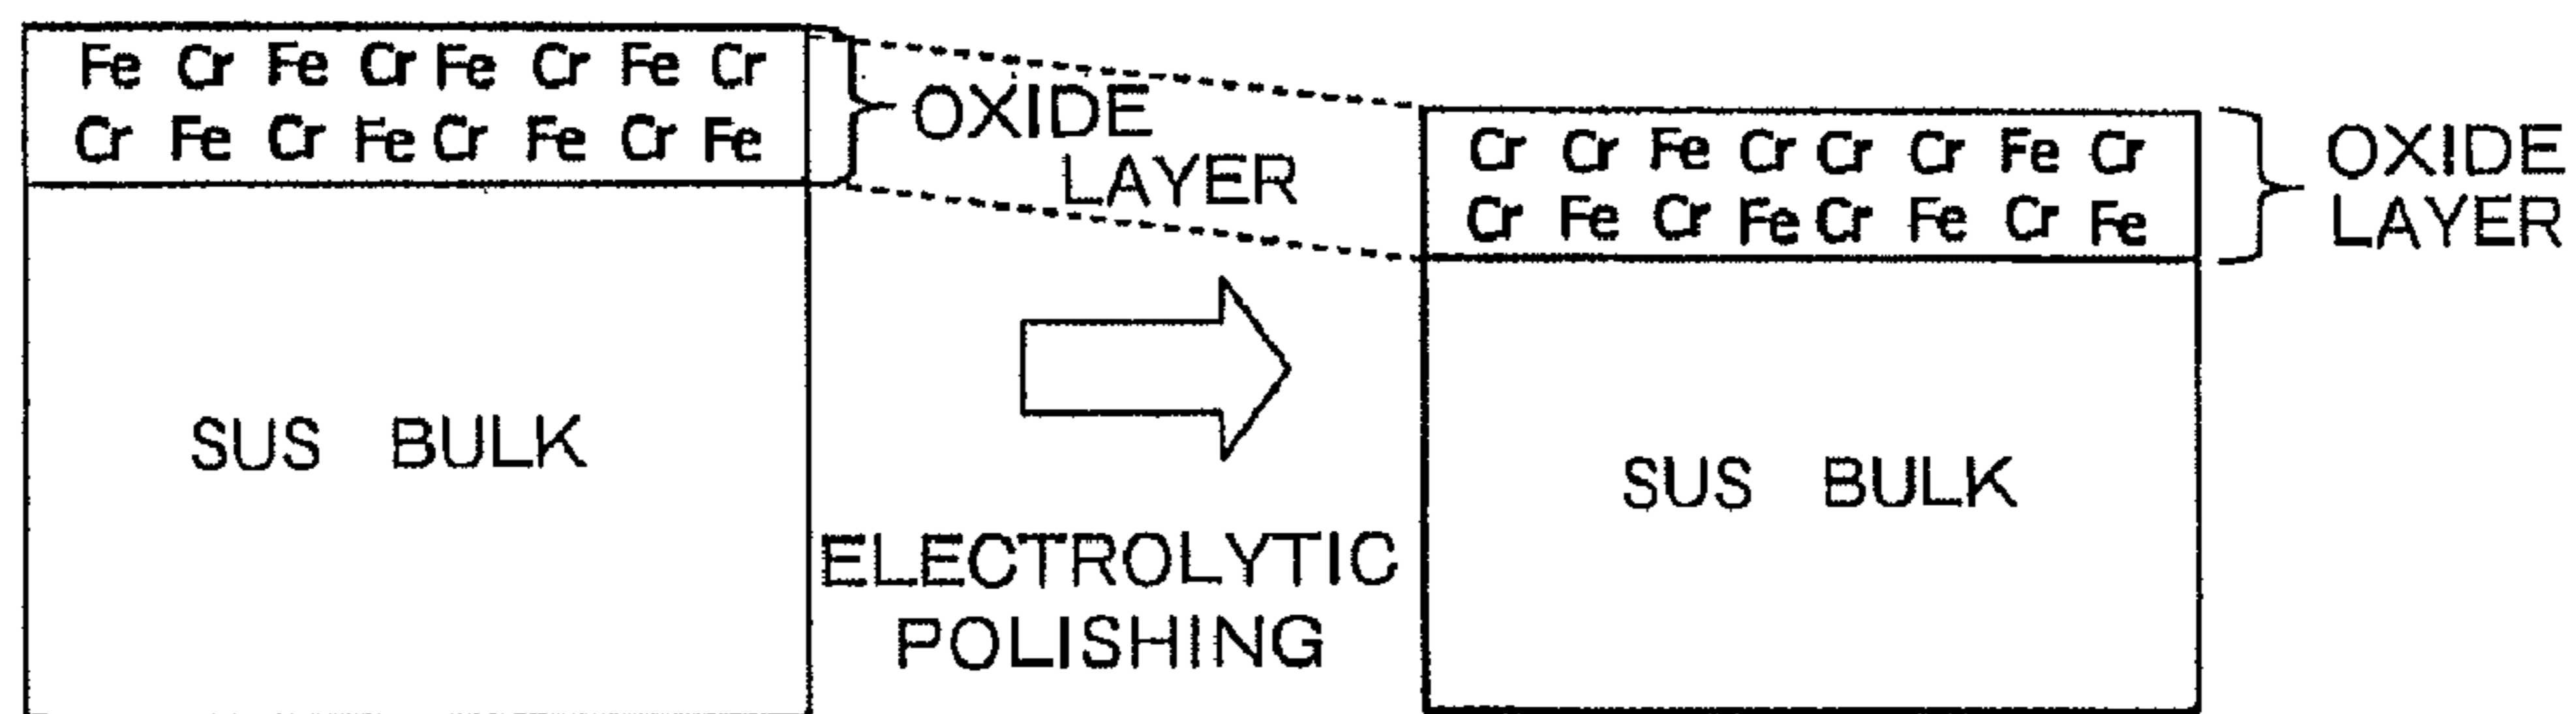 Fe Cr Fe Cr Fe Cr Fe Cr
Cr Fe Cr Fe Cr Fe Cr Fe
OXIDE
LAYER
SUS BULK
ELECTROLYTIC
POLISHING
Cr Cr Fe Cr Cr Cr Fe Cr
Cr Fe Cr Fe Cr Fe Cr Fe
OXIDE
LAYER
SUS BULK